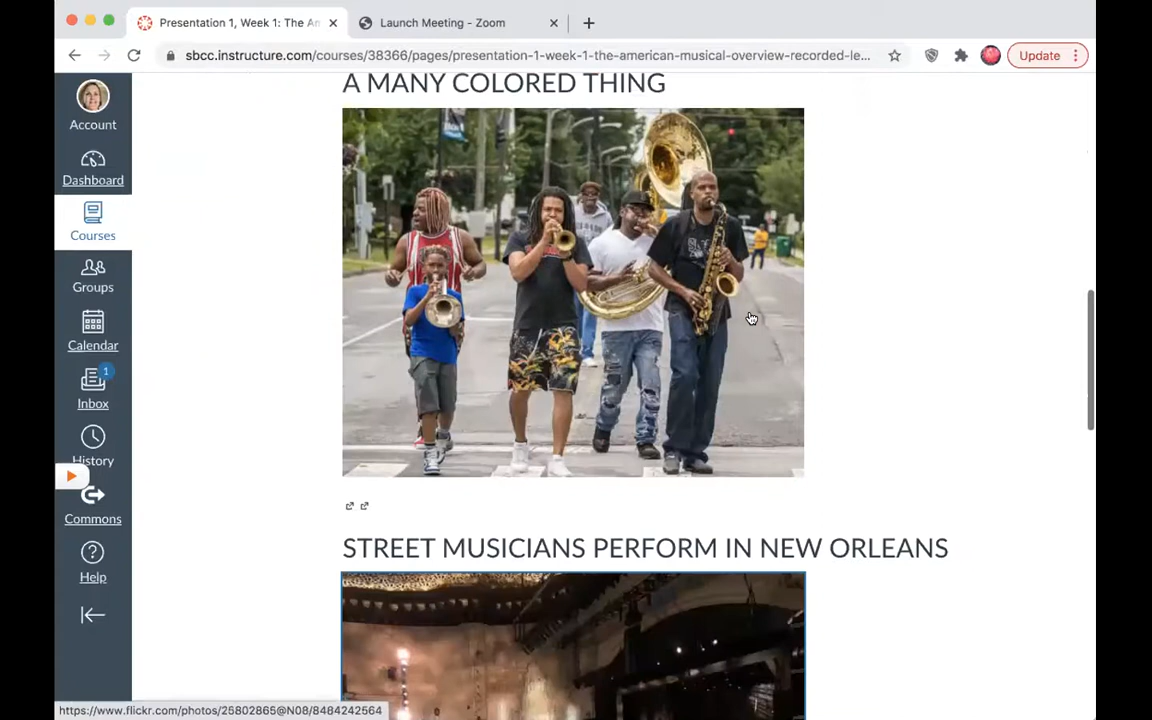 Presentation 1, Week 1: The An
Launch Meeting - Zoom
sbcc.instructure.com/courses/38366/pages/presentation-1-week-1-the-american-musical-overview-recorded-le...
Update
Account
Dashboard
Courses
Groups
Calendar
1
Inbox
History
Commons
Help
A MANY COLORED THING
STREET MUSICIANS PERFORM IN NEW ORLEANS
https://www.flickr.com/photos/25802865@N08/8484242564